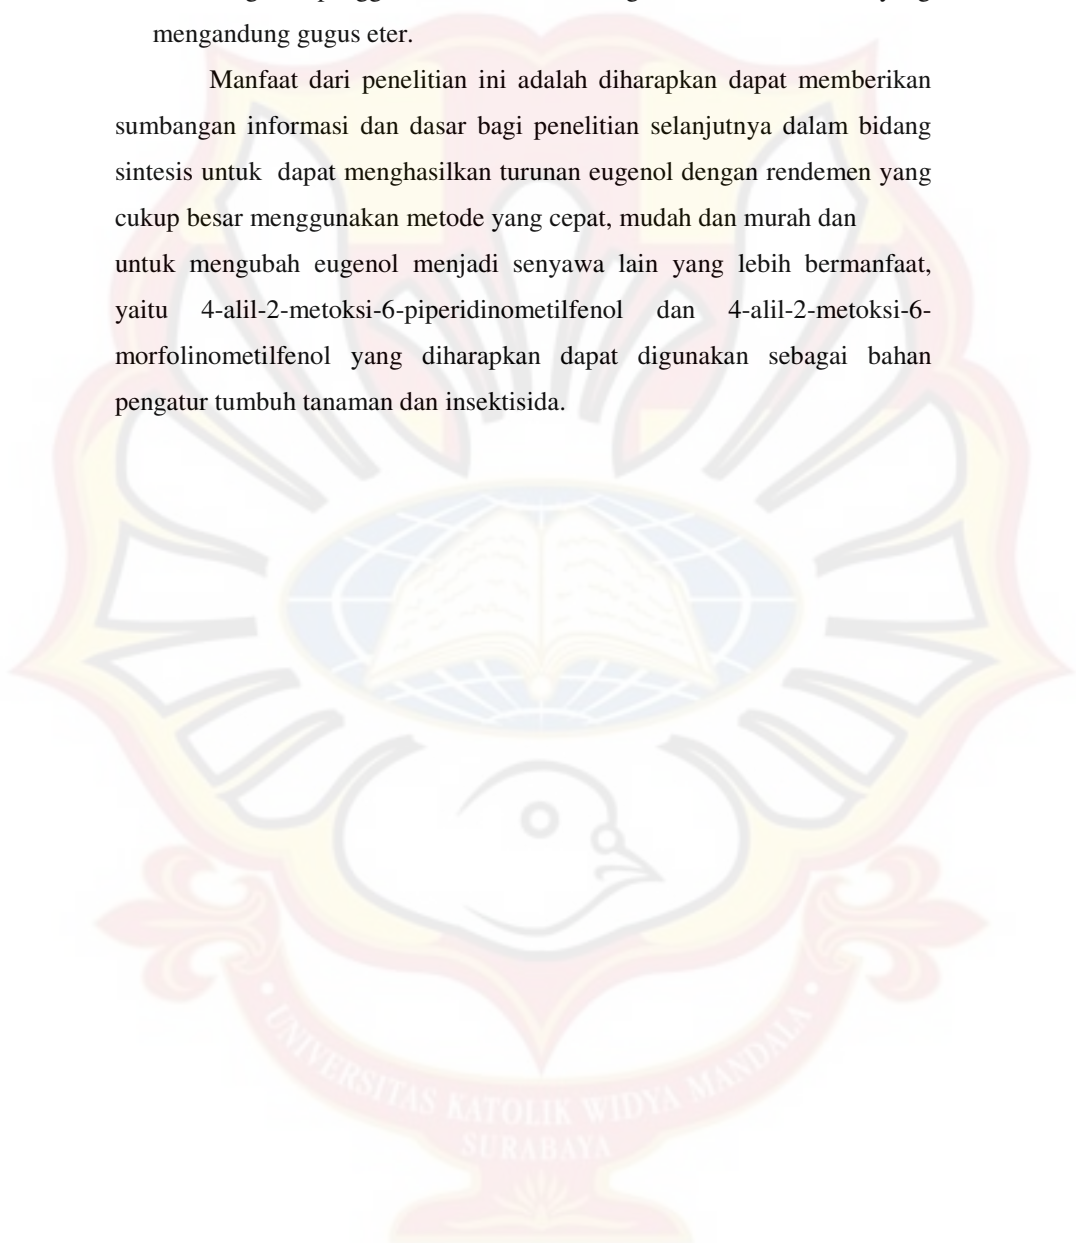 mengandung gugus eter.
Manfaat dari penelitian ini adalah diharapkan dapat memberikan
sumbangan informasi dan dasar bagi penelitian selanjutnya dalam bidang
sintesis untuk dapat menghasilkan turunan eugenol dengan rendemen yang
cukup besar menggunakan metode yang cepat, mudah dan murah dan
untuk mengubah eugenol menjadi senyawa lain yang lebih bermanfaat,
yaitu 4-alil-2-metoksi-6-piperidinometilfenol dan 4-alil-2-metoksi-6-
morfolinometilfenol yang diharapkan dapat digunakan sebagai bahan
pengatur tumbuh tanaman dan insektisida.
UNIVERSITAS KATOLIK WIDYA MANDALA
SURABAYA